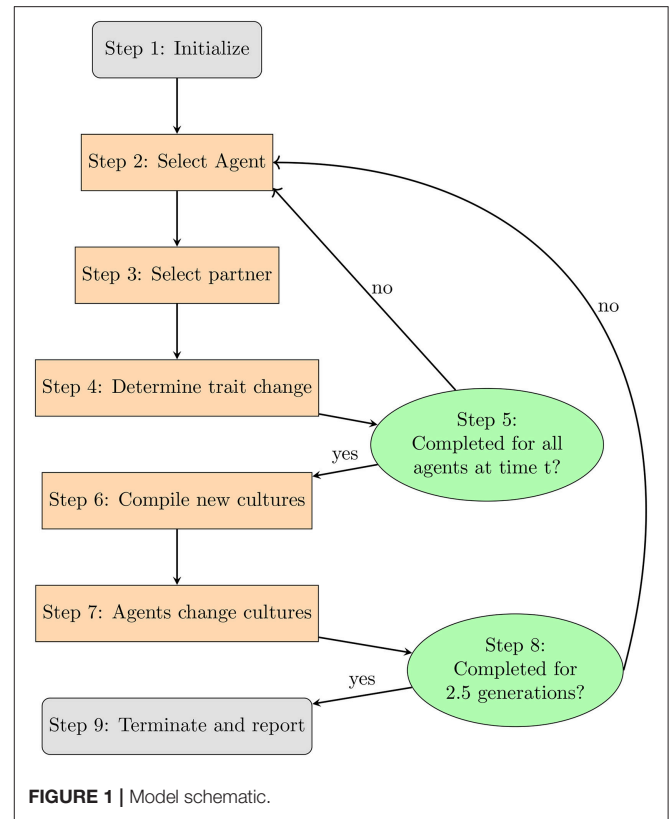 Step 1: Initialize
Step 2: Select Agent
Step 3: Select partner
no
no
Step 4: Determine trait change
Step 5:
Completed for all
agents at time t?
yes
Step 6: Compile new cultures
Step 7: Agents change cultures
Step 8:
Completed for
2.5 generations?
yes
Step 9: Terminate and report
FIGURE 1 | Model schematic.